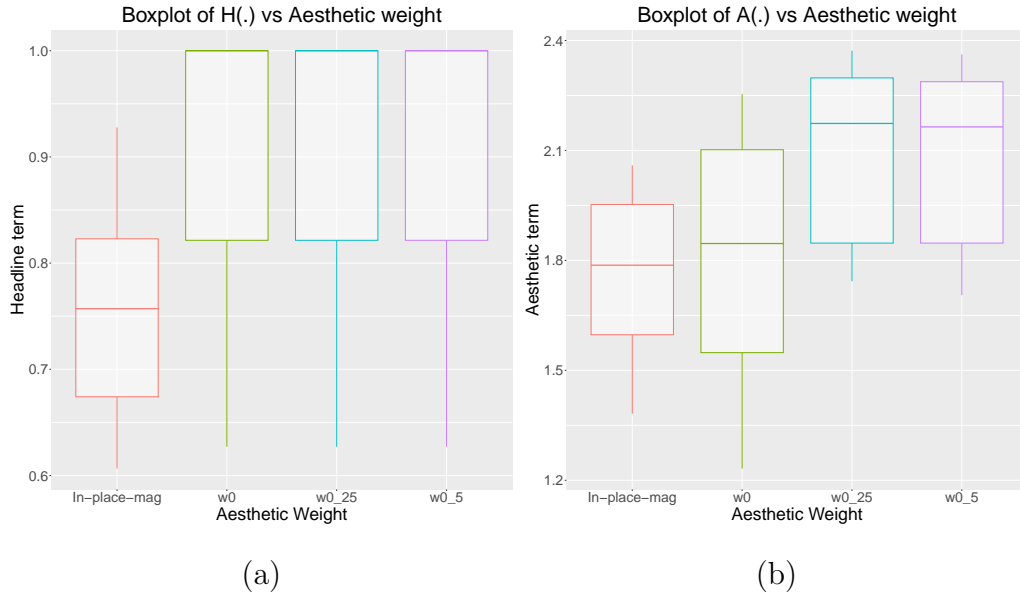 Boxplot of H(.) vs Aesthetic weight
Headline term
1.0
0.9
0.8
0.7
0.6
In−place−mag w0 w0_25 w0_5
Aesthetic Weight
(a)
Boxplot of A(.) vs Aesthetic weight
Aesthetic term
2.4
2.1
1.8
1.5
1.2
In−place−mag w0 w0_25 w0_5
Aesthetic Weight
(b)